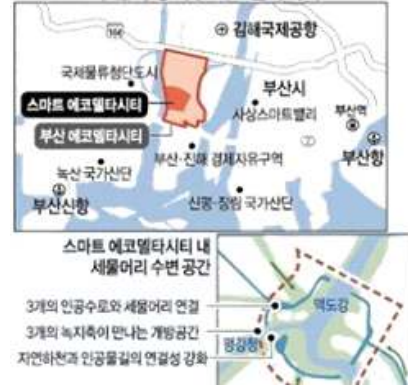 김해국제공항
국제물류첨단도시
부산시
스마트 에코델타시티
사상스마트밸리
부산역
부산 에코델타시티
부산·진해 경제자유구역
부산항
녹산 국가산단
부산신항
신평·장림 국가산단
스마트 에코델타시티 내
세물머리 수변 공간
3개의 인공수로와 세물머리 연결
맥도강
3개의 녹지축이 만나는 개방공간
평강천
자연하천과 인공물길의 연결성 강화